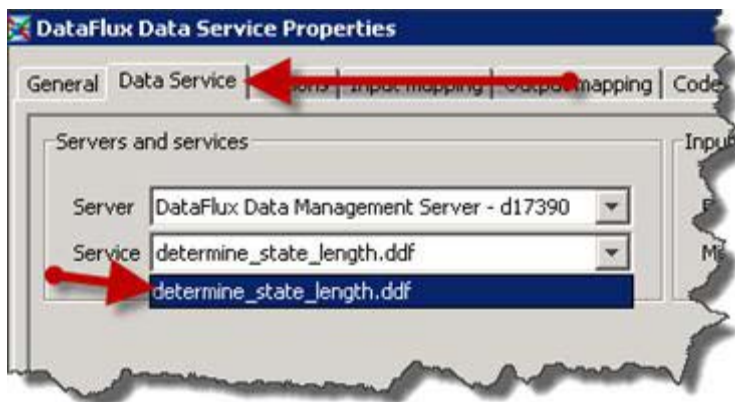 DataFlux Data Service Properties
General Data Service mapping Code
Servers and services
Server DataFlux Data Management Server - d17390
Service determine_state_length.ddf
determine_state_length.ddf